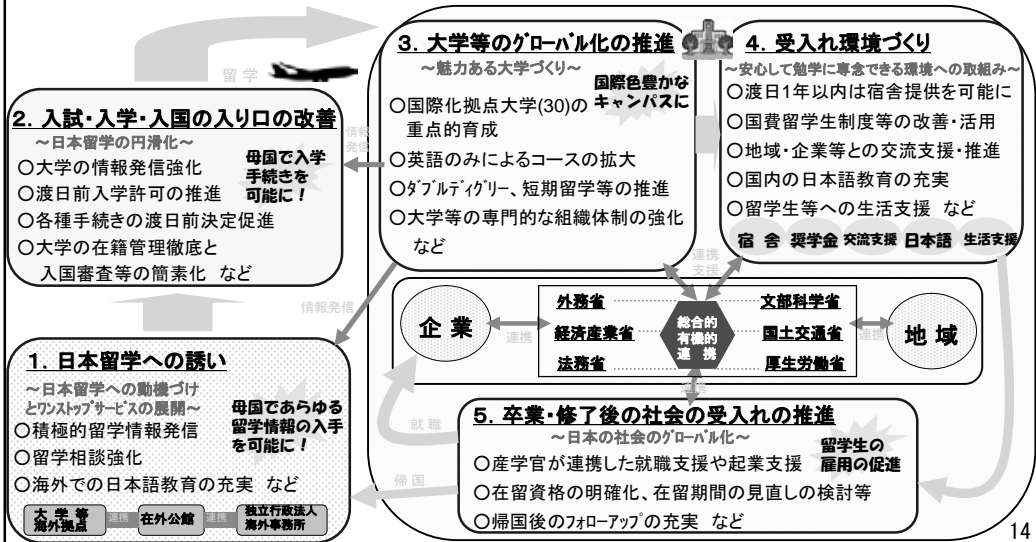 留学
2. 入試・入学・入国の入り口の改善
~日本留学の円滑化~
○大学の情報発信強化
○渡日前入学許可の推進
○各種手続きの渡日前決定促進
○大学の在籍管理徹底と
入国審査等の簡素化 など
母国で入学
手続きを
可能に!
情報
発信
3. 大学等のグローバル化の推進
~魅力ある大学づくり~
国際色豊かな
キャンパスに
○国際化拠点大学(30)の
重点的育成
○英語のみによるコースの拡大
○ダブルディグリー、短期留学等の推進
○大学等の専門的な組織体制の強化
など
4. 受入れ環境づくり
~安心して勉学に専念できる環境への取組み~
○渡日1年以内は宿舎提供を可能に
○国費留学生制度等の改善・活用
○地域・企業等との交流支援・推進
○国内の日本語教育の充実
○留学生等への生活支援 など
宿 舎 奨学金 交流支援 日本語 生活支援
連携
支援
情報発信
企業
連携
外務省
経済産業省
法務省
総合的
有機的
連 携
文部科学省
国土交通省
厚生労働省
連携
地域
連携
1. 日本留学への誘い
~日本留学への動機づけ
とワンストップサービスの展開~
○積極的留学情報発信
○留学相談強化
○海外での日本語教育の充実 など
母国であらゆる
留学情報の入手
を可能に!
大 学 等
海外拠点
連携
在外公館
連携
独立行政法人
海外事務所
就職
帰国
5. 卒業・修了後の社会の受入れの推進
~日本の社会のグローバル化~
留学生の
雇用の促進
○産学官が連携した就職支援や起業支援
○在留資格の明確化、在留期間の見直しの検討等
○帰国後のフォローアップの充実 など
14